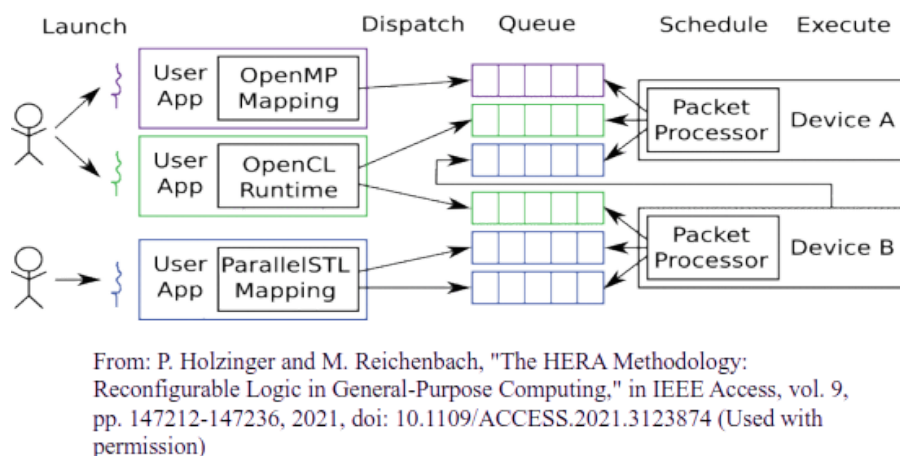 Launch Dispatch Queue Schedule Execute
User App
OpenMP Mapping
Packet Processor
Device A
User App
OpenCL Runtime
User App
ParallelSTL Mapping
Packet Processor
Device B
From: P. Holzinger and M. Reichenbach, "The HERA Methodology:
Reconfigurable Logic in General-Purpose Computing," in IEEE Access, vol. 9,
pp. 147212-147236, 2021, doi: 10.1109/ACCESS.2021.3123874 (Used with
permission)